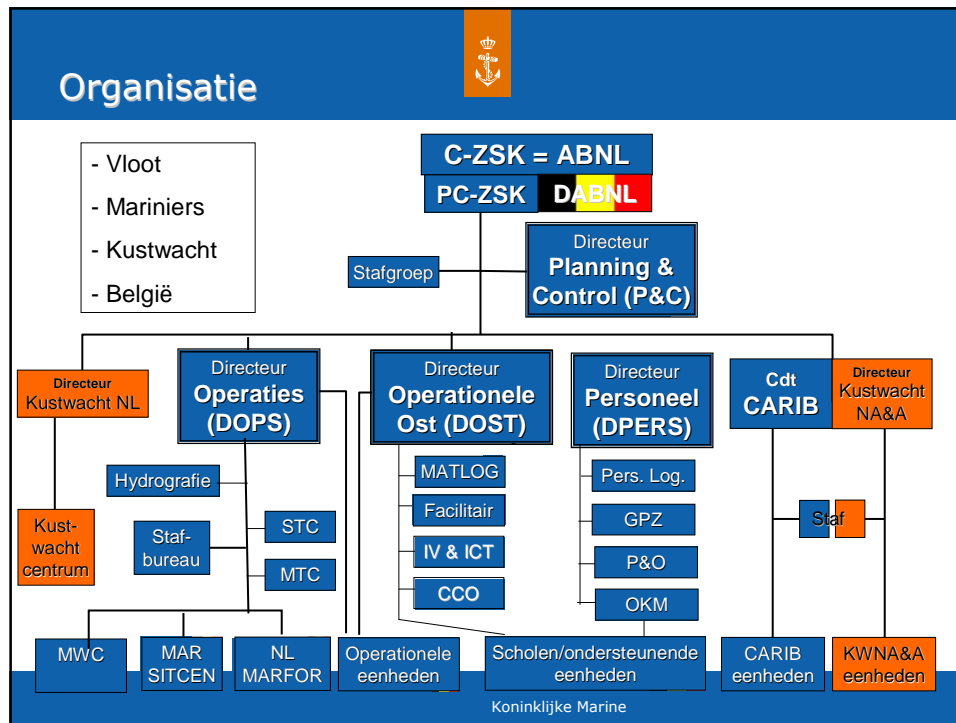 Organisatie
- Vloot
- Mariniers
- Kustwacht
- België
C-ZSK = ABNL
PC-ZSK
DABNL
Stafgroep
Directeur
Planning &
Control (P&C)
Directeur
Kustwacht NL
Directeur
Operaties
(DOPS)
Directeur
Operationele
Ost (DOST)
Directeur
Personeel
(DPERS)
Cdt
CARIB
Directeur
Kustwacht
NA&A
Hydrografie
MATLOG
Pers. Log.
Kust-
wacht
centrum
Staf-
bureau
STC
MTC
Facilitair
IV & ICT
CCO
GPZ
P&O
OKM
Staf
MWC
MAR
SITCEN
NL
MARFOR
Operationele
eenheden
Scholen/ondersteunende
eenheden
CARIB
eenheden
KWNA&A
eenheden
Koninklijke Marine